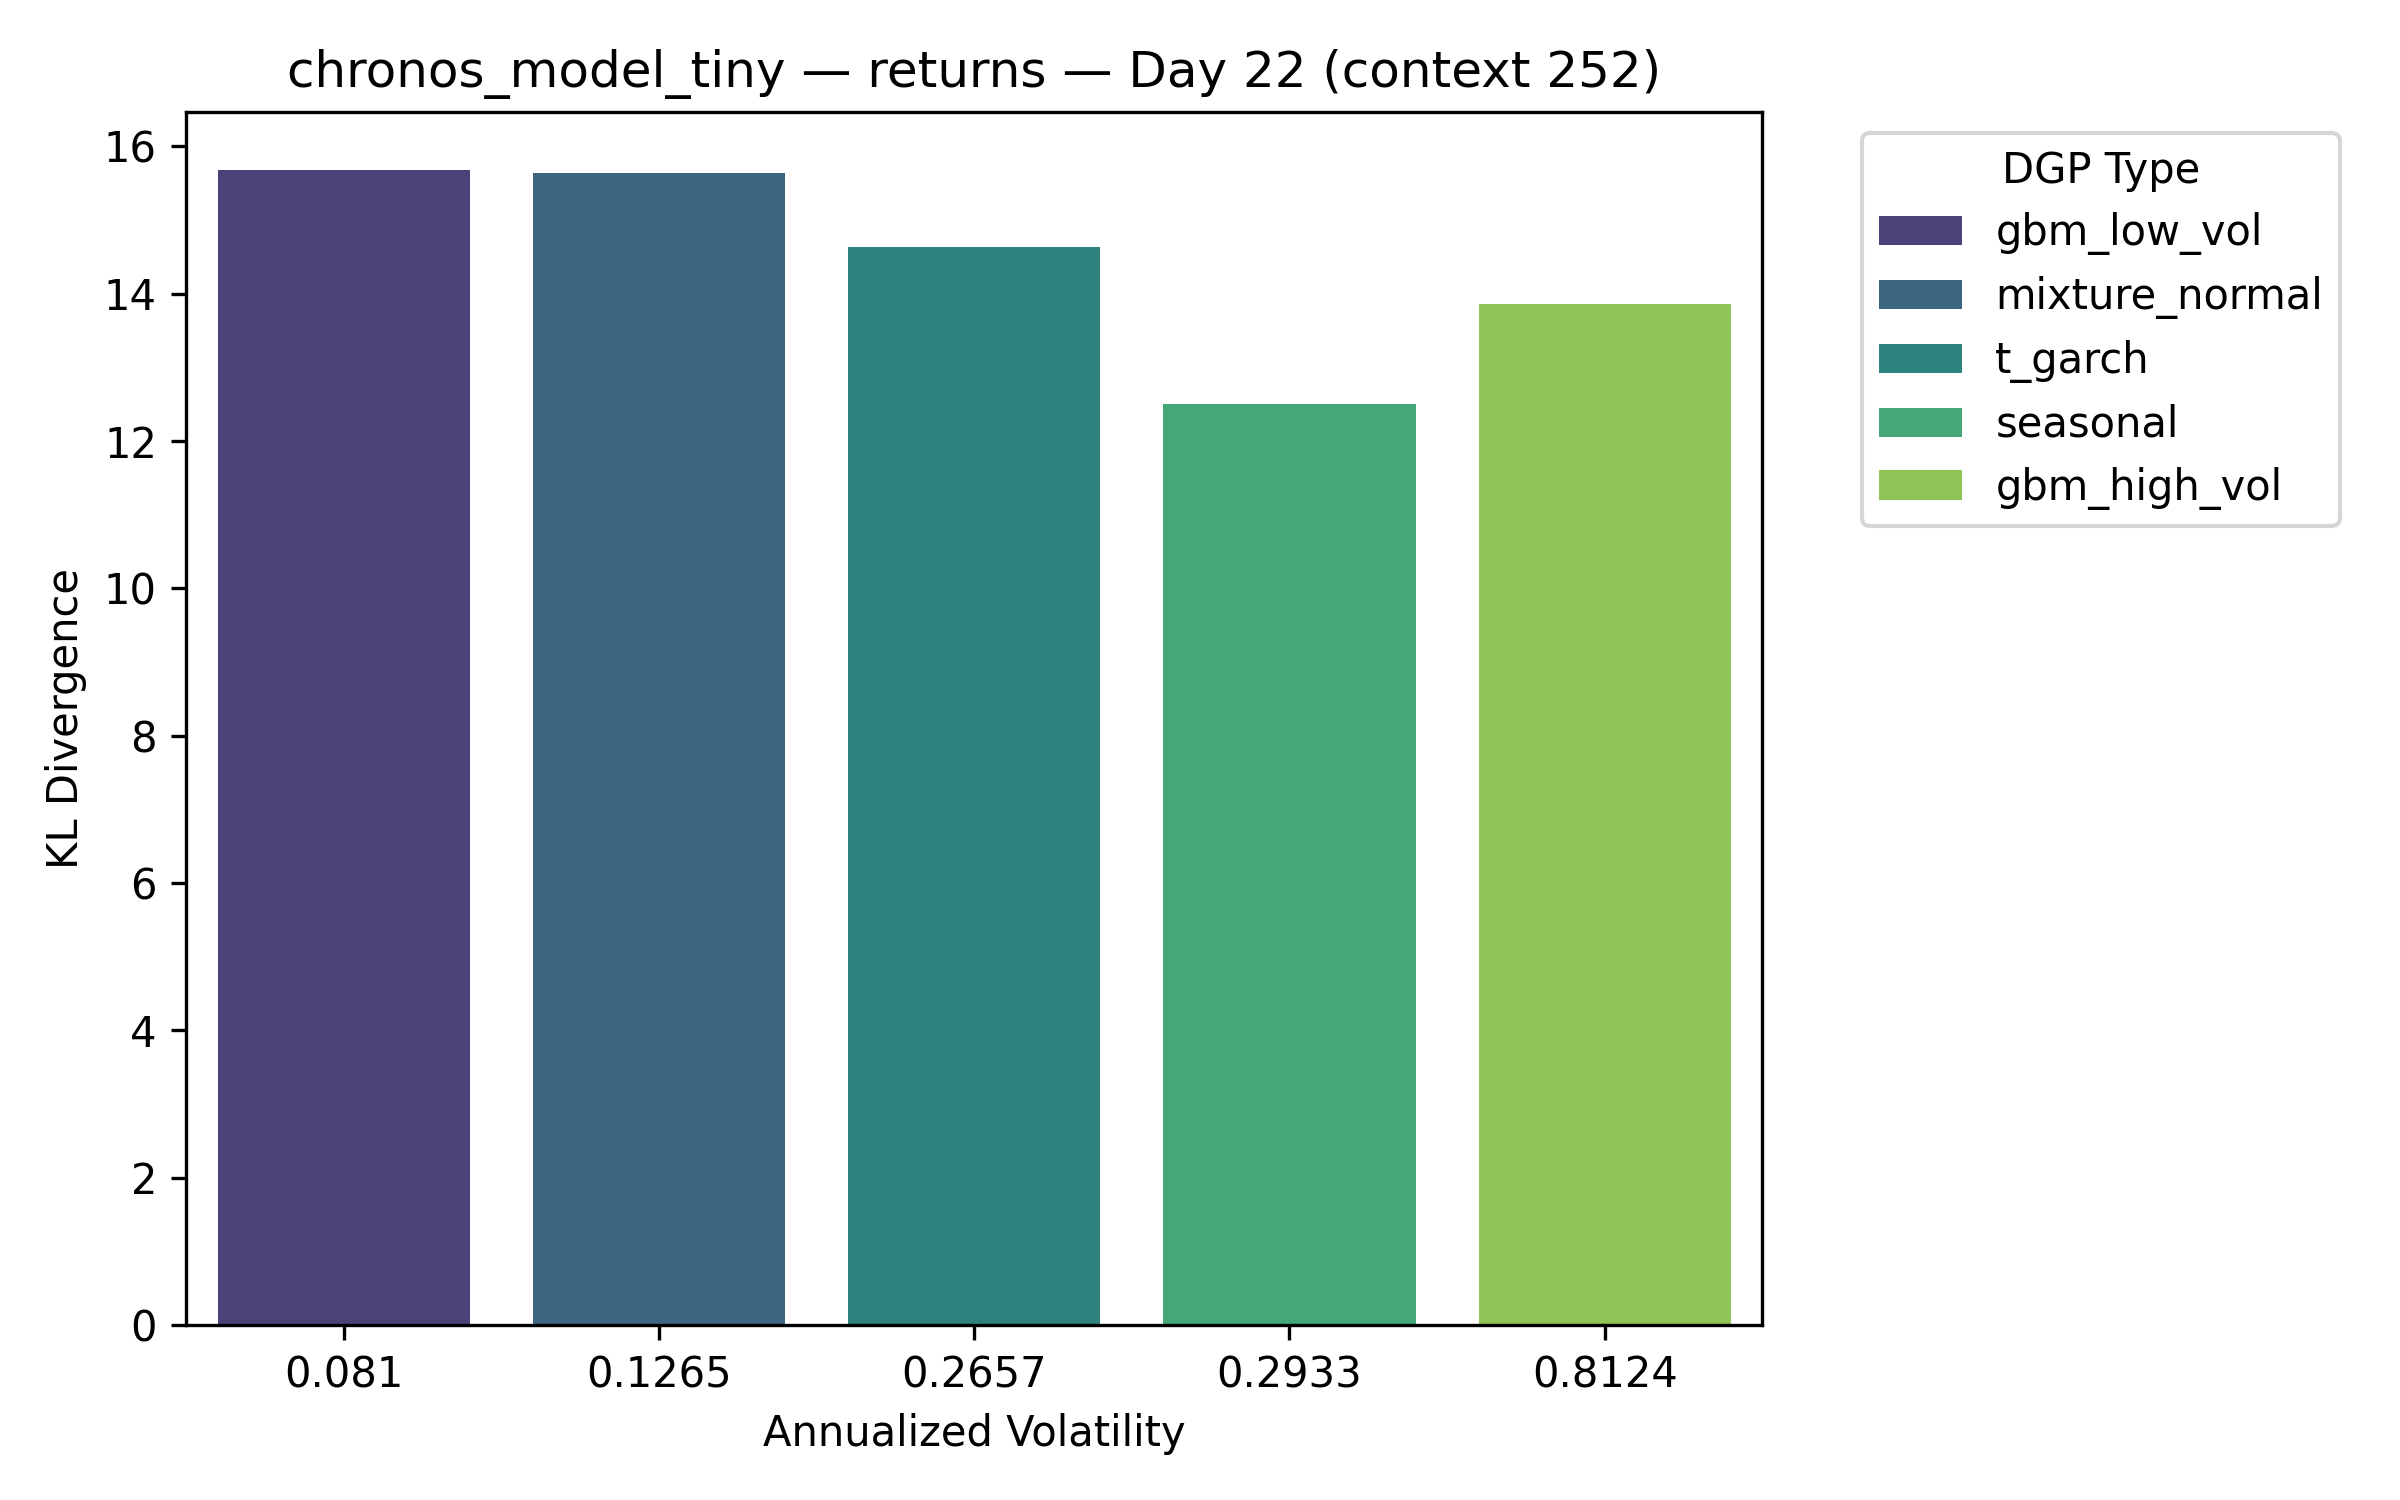 chronos_model_tiny — returns — Day 22 (context 252)
KL Divergence
16
14
12
10
8
6
4
2
0
0.081
0.1265
0.2657
0.2933
0.8124
Annualized Volatility
DGP Type
gbm_low_vol
mixture_normal
t_garch
seasonal
gbm_high_vol